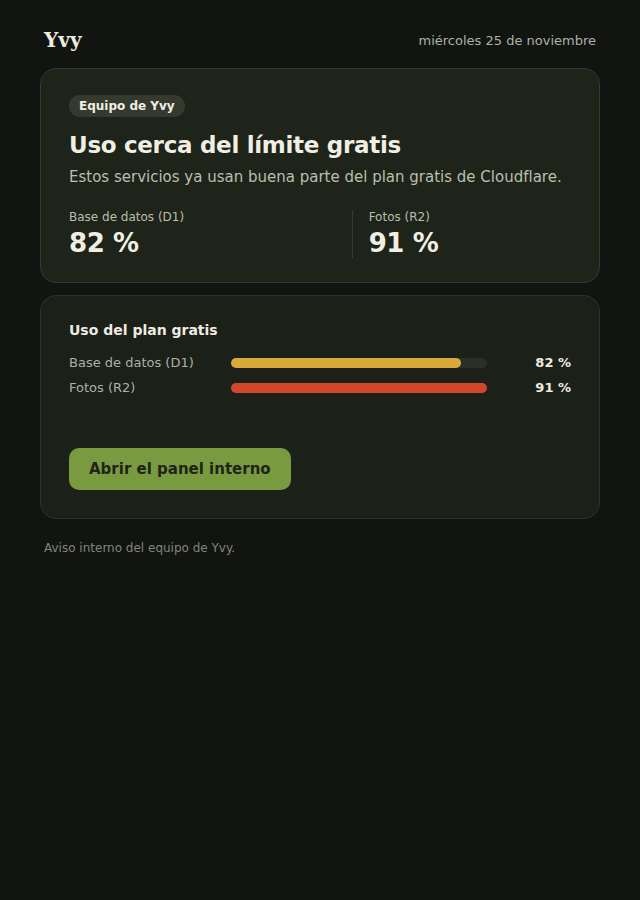 Yvy
miércoles 25 de noviembre
Equipo de Yvy
Uso cerca del límite gratis
Estos servicios ya usan buena parte del plan gratis de Cloudflare.
Base de datos (D1)
82 %
Fotos (R2)
91 %
Uso del plan gratis
Base de datos (D1) 82 %
Fotos (R2) 91 %
Abrir el panel interno
Aviso interno del equipo de Yvy.